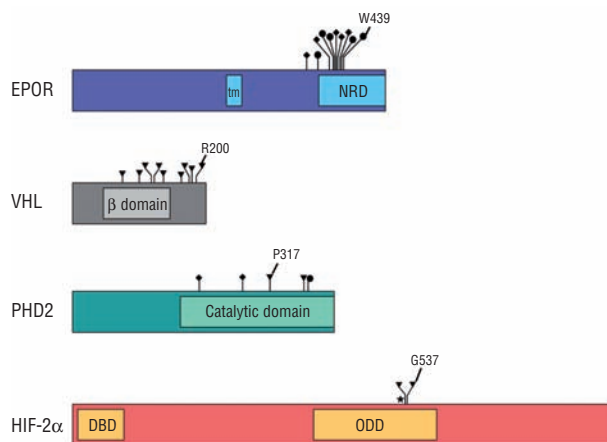 W439
EPOR
tm
NRD
R200
VHL
β domain
P317
PHD2
Catalytic domain
G537
HIF-2α
DBD
ODD